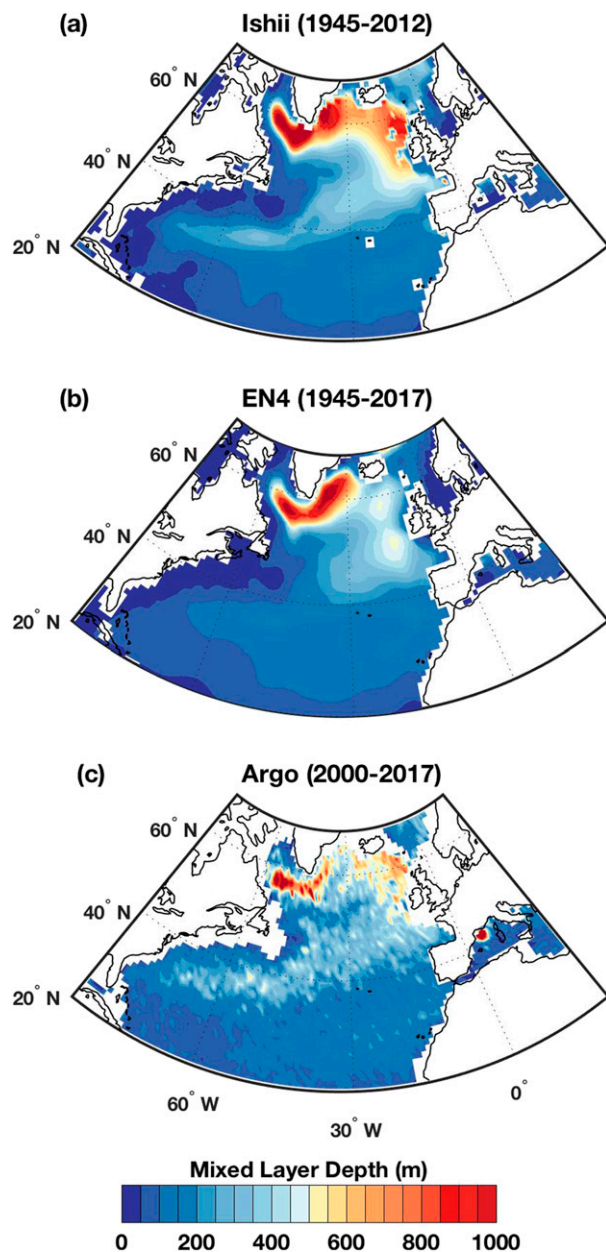 (a) Ishii (1945-2012)
60° N
40° N
20° N
(b) EN4 (1945-2017)
60° N
40° N
20° N
(c) Argo (2000-2017)
60° N
40° N
20° N
60° W
30° W
0°
Mixed Layer Depth (m)
0 200 400 600 800 1000